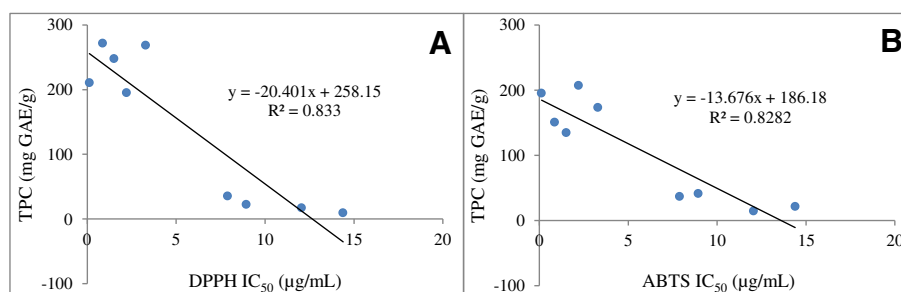 A
300
200
100
0
-100
0
5
10
15
20
TPC (mg GAE/g)
y = -20.401x + 258.15
R² = 0.833
DPPH IC50 (µg/mL)
B
300
200
100
0
-100
0
5
10
15
20
TPC (mg GAE/g)
y = -13.676x + 186.18
R² = 0.8282
ABTS IC50 (µg/mL)